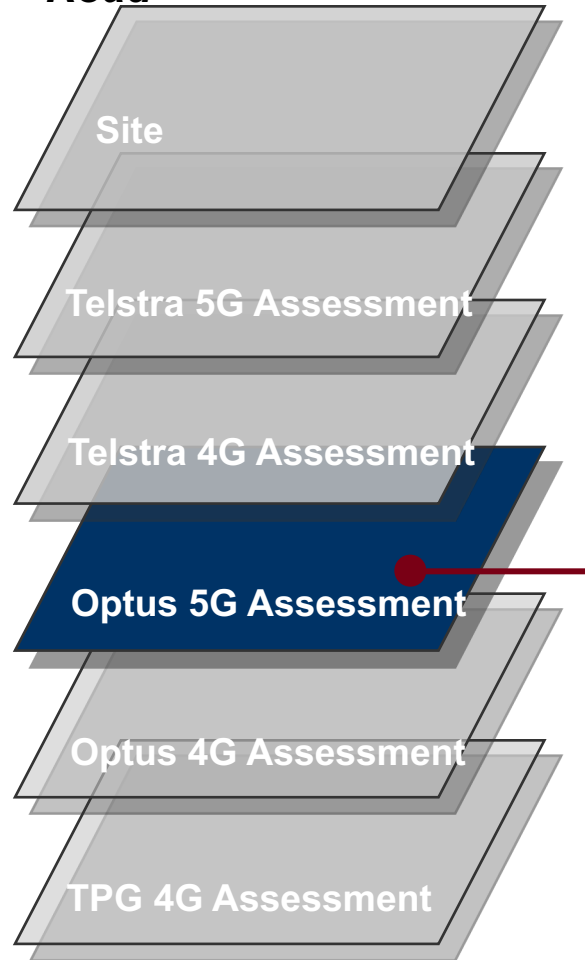 Site
Telstra 5G Assessment
Telstra 4G Assessment
Optus 5G Assessment
Optus 4G Assessment
TPG 4G Assessment